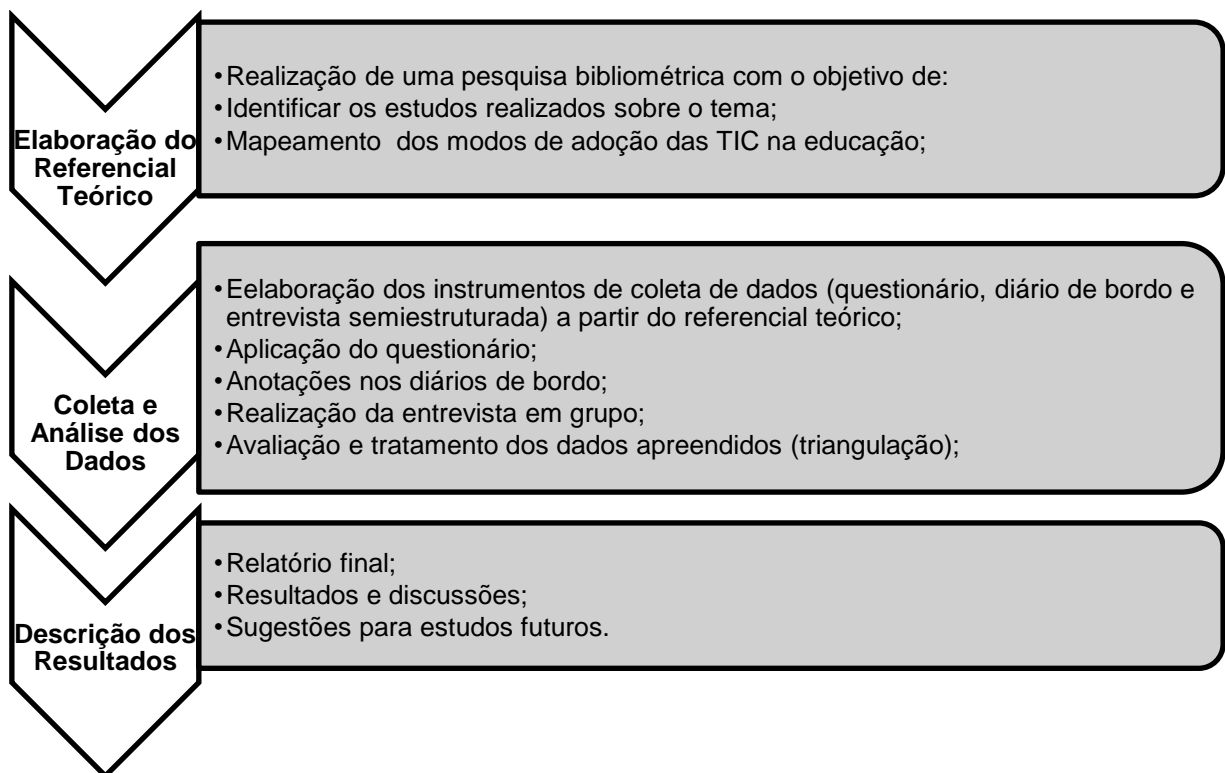 Elaboração do
Referencial
Teórico
•Realização de uma pesquisa bibliométrica com o objetivo de:
•Identificar os estudos realizados sobre o tema;
•Mapeamento dos modos de adoção das TIC na educação;
Coleta e
Análise dos
Dados
•Eelaboração dos instrumentos de coleta de dados (questionário, diário de bordo e
entrevista semiestruturada) a partir do referencial teórico;
•Aplicação do questionário;
•Anotações nos diários de bordo;
•Realização da entrevista em grupo;
•Avaliação e tratamento dos dados apreendidos (triangulação);
Descrição dos
Resultados
•Relatório final;
•Resultados e discussões;
•Sugestões para estudos futuros.